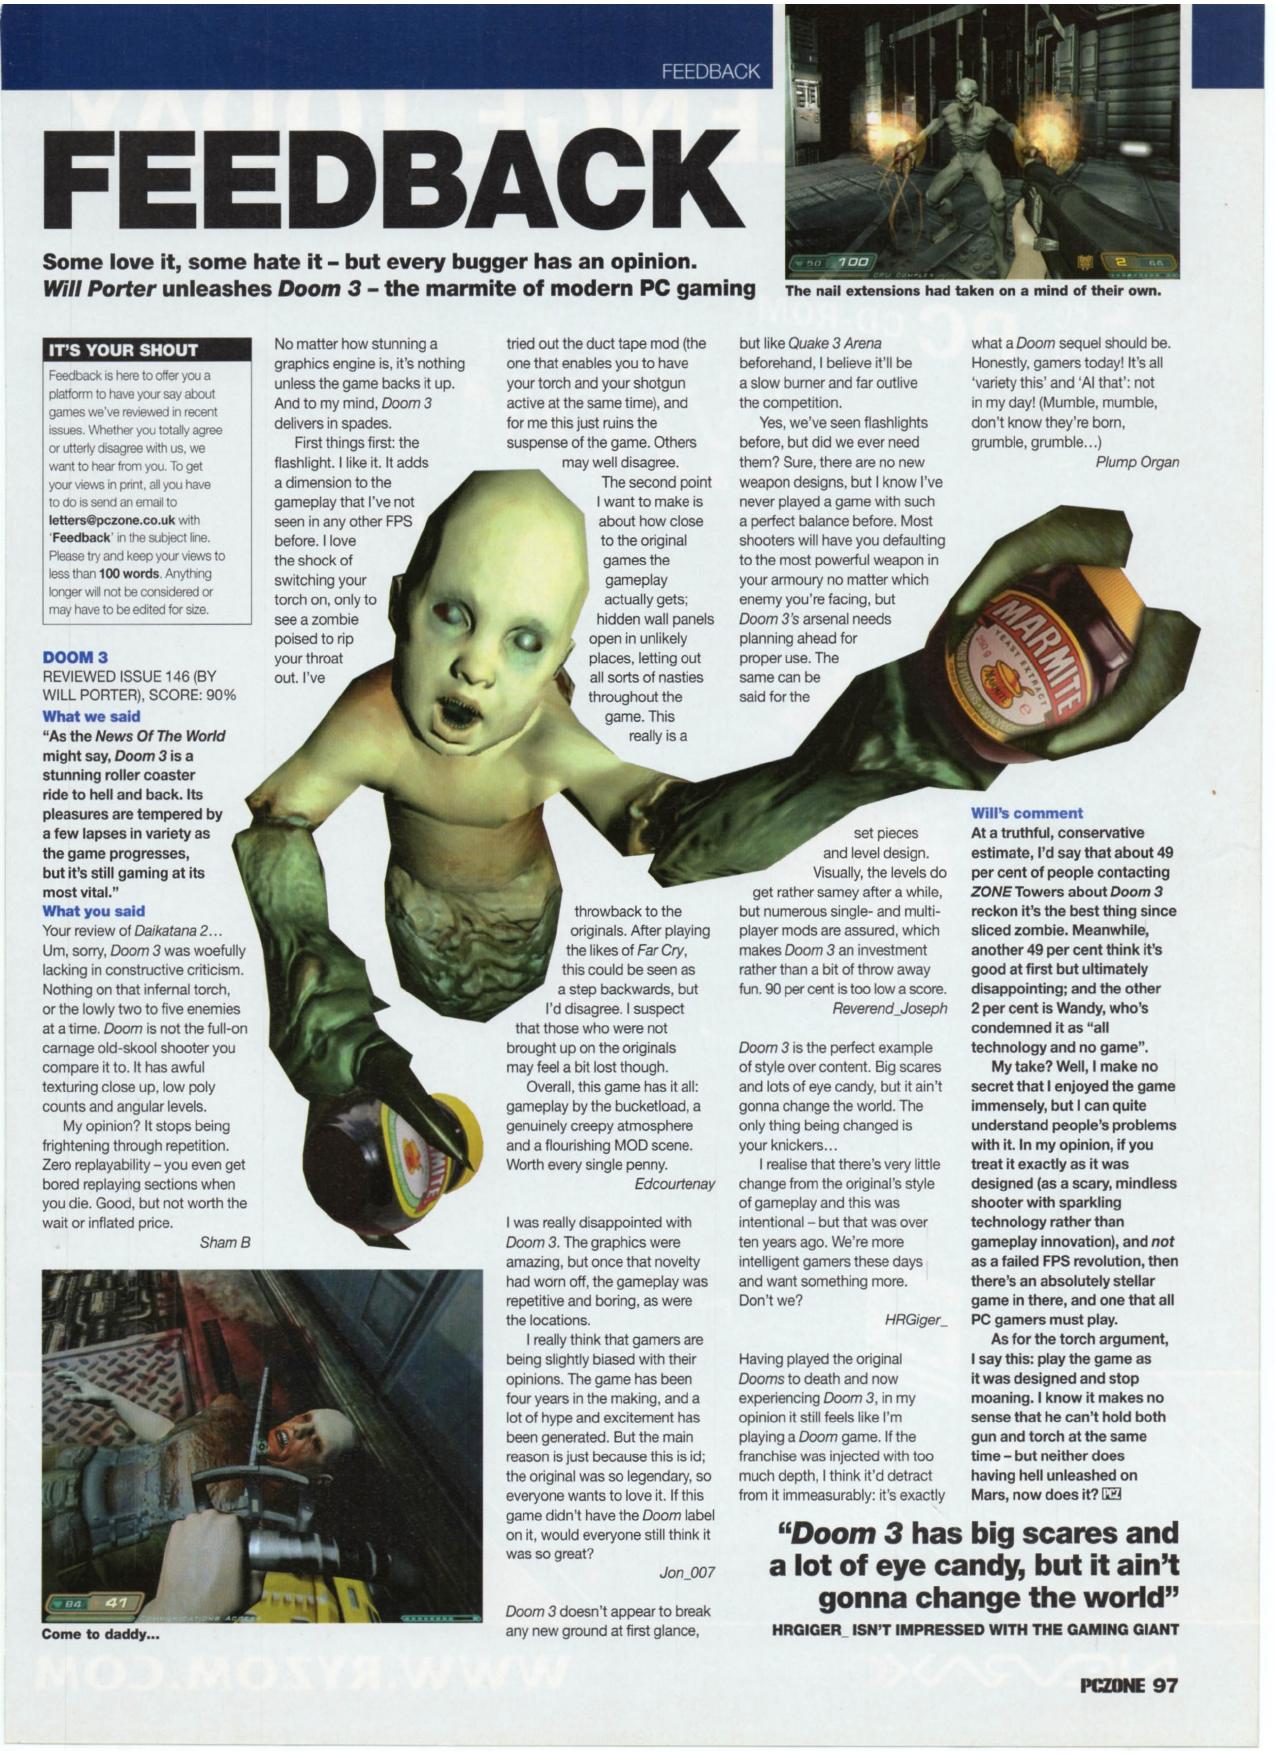 FEEDBACK
FEEDBACK
Some love it, some hate it – but every bugger has an opinion.
Will Porter unleashes Doom 3 – the marmite of modern PC gaming
50 100
CPU COMPLEX
2 66
The nail extensions had taken on a mind of their own.
IT'S YOUR SHOUT
Feedback is here to offer you a
platform to have your say about
games we've reviewed in recent
issues. Whether you totally agree
or utterly disagree with us, we
want to hear from you. To get
your views in print, all you have
to do is send an email to
letters@pczone.co.uk with
'Feedback' in the subject line.
Please try and keep your views to
less than 100 words. Anything
longer will not be considered or
may have to be edited for size.
DOOM 3
REVIEWED ISSUE 146 (BY
WILL PORTER), SCORE: 90%
What we said
"As the News Of The World
might say, Doom 3 is a
stunning roller coaster
ride to hell and back. Its
pleasures are tempered by
a few lapses in variety as
the game progresses,
but it's still gaming at its
most vital."
What you said
Your review of Daikatana 2…
Um, sorry, Doom 3 was woefully
lacking in constructive criticism.
Nothing on that infernal torch,
or the lowly two to five enemies
at a time. Doom is not the full-on
carnage old-skool shooter you
compare it to. It has awful
texturing close up, low poly
counts and angular levels.
My opinion? It stops being
frightening through repetition.
Zero replayability – you even get
bored replaying sections when
you die. Good, but not worth the
wait or inflated price.
Sham B
84 41
COMMUNICATIONS ACCESS
Come to daddy...
No matter how stunning a
graphics engine is, it's nothing
unless the game backs it up.
And to my mind, Doom 3
delivers in spades.
First things first: the
flashlight. I like it. It adds
a dimension to the
gameplay that I've not
seen in any other FPS
before. I love
the shock of
switching your
torch on, only to
see a zombie
poised to rip
your throat
out. I've
tried out the duct tape mod (the
one that enables you to have
your torch and your shotgun
active at the same time), and
for me this just ruins the
suspense of the game. Others
may well disagree.
The second point
I want to make is
about how close
to the original
games the
gameplay
actually gets;
hidden wall panels
open in unlikely
places, letting out
all sorts of nasties
throughout the
game. This
really is a
throwback to the
originals. After playing
the likes of Far Cry,
this could be seen as
a step backwards, but
I'd disagree. I suspect
that those who were not
brought up on the originals
may feel a bit lost though.
Overall, this game has it all:
gameplay by the bucketload, a
genuinely creepy atmosphere
and a flourishing MOD scene.
Worth every single penny.
Edcourtenay
I was really disappointed with
Doom 3. The graphics were
amazing, but once that novelty
had worn off, the gameplay was
repetitive and boring, as were
the locations.
I really think that gamers are
being slightly biased with their
opinions. The game has been
four years in the making, and a
lot of hype and excitement has
been generated. But the main
reason is just because this is id;
the original was so legendary, so
everyone wants to love it. If this
game didn't have the Doom label
on it, would everyone still think it
was so great?
Jon_007
Doom 3 doesn't appear to break
any new ground at first glance,
but like Quake 3 Arena
beforehand, I believe it'll be
a slow burner and far outlive
the competition.
Yes, we've seen flashlights
before, but did we ever need
them? Sure, there are no new
weapon designs, but I know I've
never played a game with such
a perfect balance before. Most
shooters will have you defaulting
to the most powerful weapon in
your armoury no matter which
enemy you're facing, but
Doom 3's arsenal needs
planning ahead for
proper use. The
same can be
said for the
set pieces
and level design.
Visually, the levels do
get rather samey after a while,
but numerous single- and multi-
player mods are assured, which
makes Doom 3 an investment
rather than a bit of throw away
fun. 90 per cent is too low a score.
Reverend_Joseph
Doom 3 is the perfect example
of style over content. Big scares
and lots of eye candy, but it ain't
gonna change the world. The
only thing being changed is
your knickers…
I realise that there's very little
change from the original's style
of gameplay and this was
intentional – but that was over
ten years ago. We're more
intelligent gamers these days
and want something more.
Don't we?
HRGiger_
Having played the original
Dooms to death and now
experiencing Doom 3, in my
opinion it still feels like I'm
playing a Doom game. If the
franchise was injected with too
much depth, I think it'd detract
from it immeasurably: it's exactly
what a Doom sequel should be.
Honestly, gamers today! It's all
'variety this' and 'AI that': not
in my day! (Mumble, mumble,
don't know they're born,
grumble, grumble…)
Plump Organ
MARMITE
YEAST EXTRACT
250 g
MARMITE
Will's comment
At a truthful, conservative
estimate, I'd say that about 49
per cent of people contacting
ZONE Towers about Doom 3
reckon it's the best thing since
sliced zombie. Meanwhile,
another 49 per cent think it's
good at first but ultimately
disappointing; and the other
2 per cent is Wandy, who's
condemned it as "all
technology and no game".
My take? Well, I make no
secret that I enjoyed the game
immensely, but I can quite
understand people's problems
with it. In my opinion, if you
treat it exactly as it was
designed (as a scary, mindless
shooter with sparkling
technology rather than
gameplay innovation), and not
as a failed FPS revolution, then
there's an absolutely stellar
game in there, and one that all
PC gamers must play.
As for the torch argument,
I say this: play the game as
it was designed and stop
moaning. I know it makes no
sense that he can't hold both
gun and torch at the same
time – but neither does
having hell unleashed on
Mars, now does it? PCZ
"Doom 3 has big scares and
a lot of eye candy, but it ain't
gonna change the world"
HRGIGER_ ISN'T IMPRESSED WITH THE GAMING GIANT
WWW.RYZOM.COM
PCZONE 97